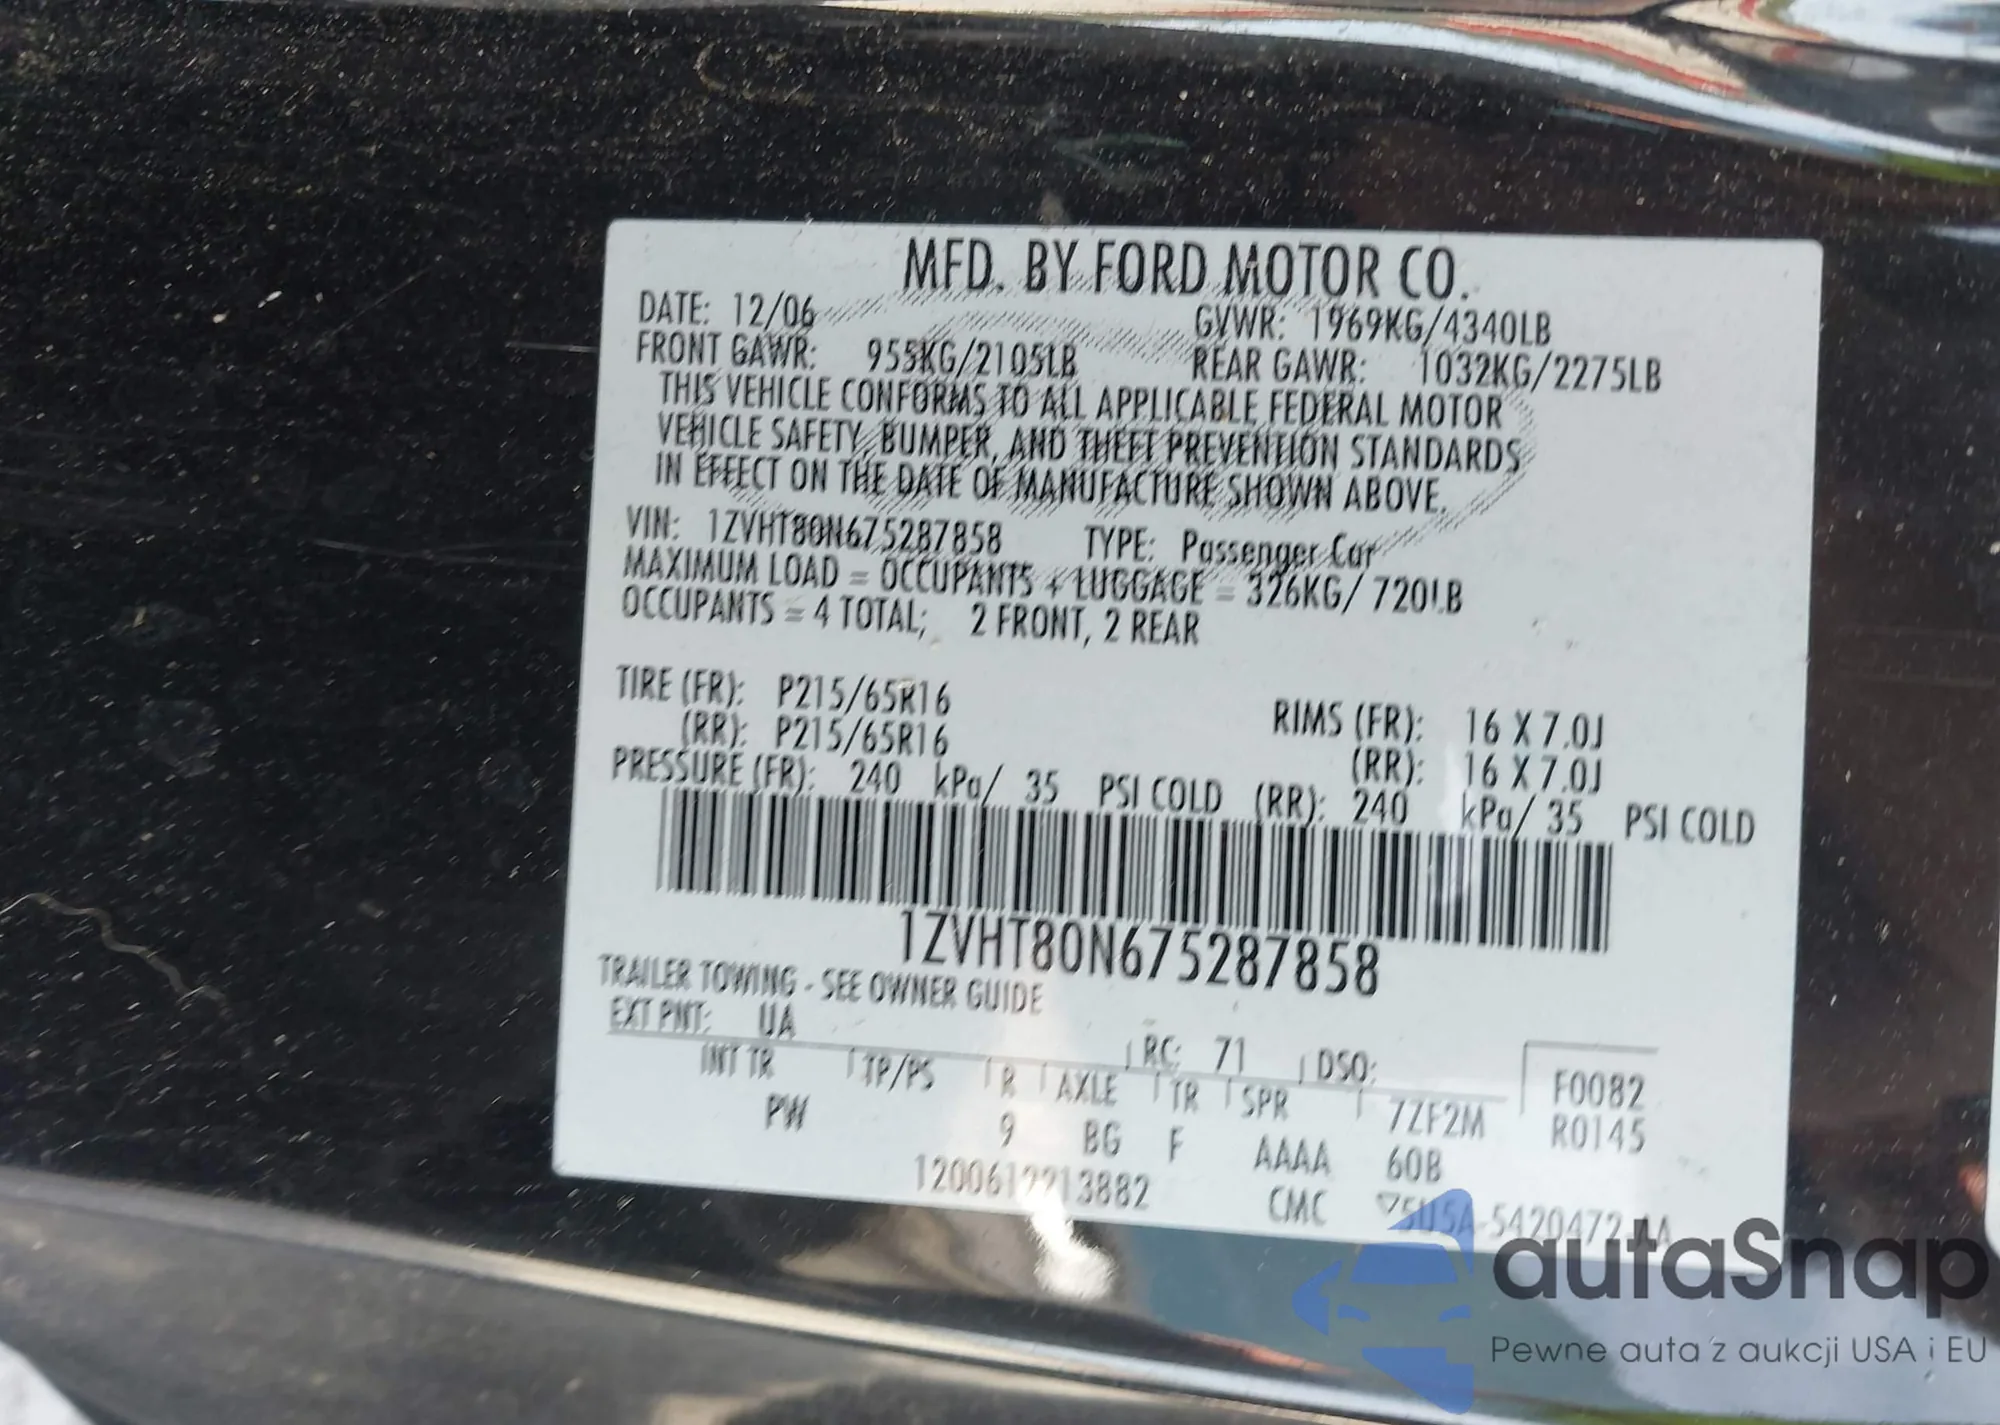 MFD. BY FORD MOTOR CO.
DATE: 12/06 GVWR: 1969KG/4340LB
FRONT GAWR: 955KG/2105LB REAR GAWR: 1032KG/2275LB
THIS VEHICLE CONFORMS TO ALL APPLICABLE FEDERAL MOTOR
VEHICLE SAFETY, BUMPER, AND THEFT PREVENTION STANDARDS
IN EFFECT ON THE DATE OF MANUFACTURE SHOWN ABOVE.
VIN: 1ZVHT80N675287858 TYPE: Passenger Car
MAXIMUM LOAD = OCCUPANTS + LUGGAGE = 326KG/ 720LB
OCCUPANTS = 4 TOTAL; 2 FRONT, 2 REAR
TIRE (FR): P215/65R16 RIMS (FR): 16 X 7.0J
(RR): P215/65R16 (RR): 16 X 7.0J
PRESSURE (FR): 240 kPa/ 35 PSI COLD (RR): 240 kPa/ 35 PSI COLD
1ZVHT80N675287858
TRAILER TOWING - SEE OWNER GUIDE
EXT PNT: UA RC: 71 DSO: F0082
INT TR TP/PS R AXLE TR SPR 7ZF2M R0145
PW 9 BG F AAAA 60B
1200612213882 CMC ▽5U5A-5420472-AA
autaSnap
Pewne auta z aukcji USA i EU